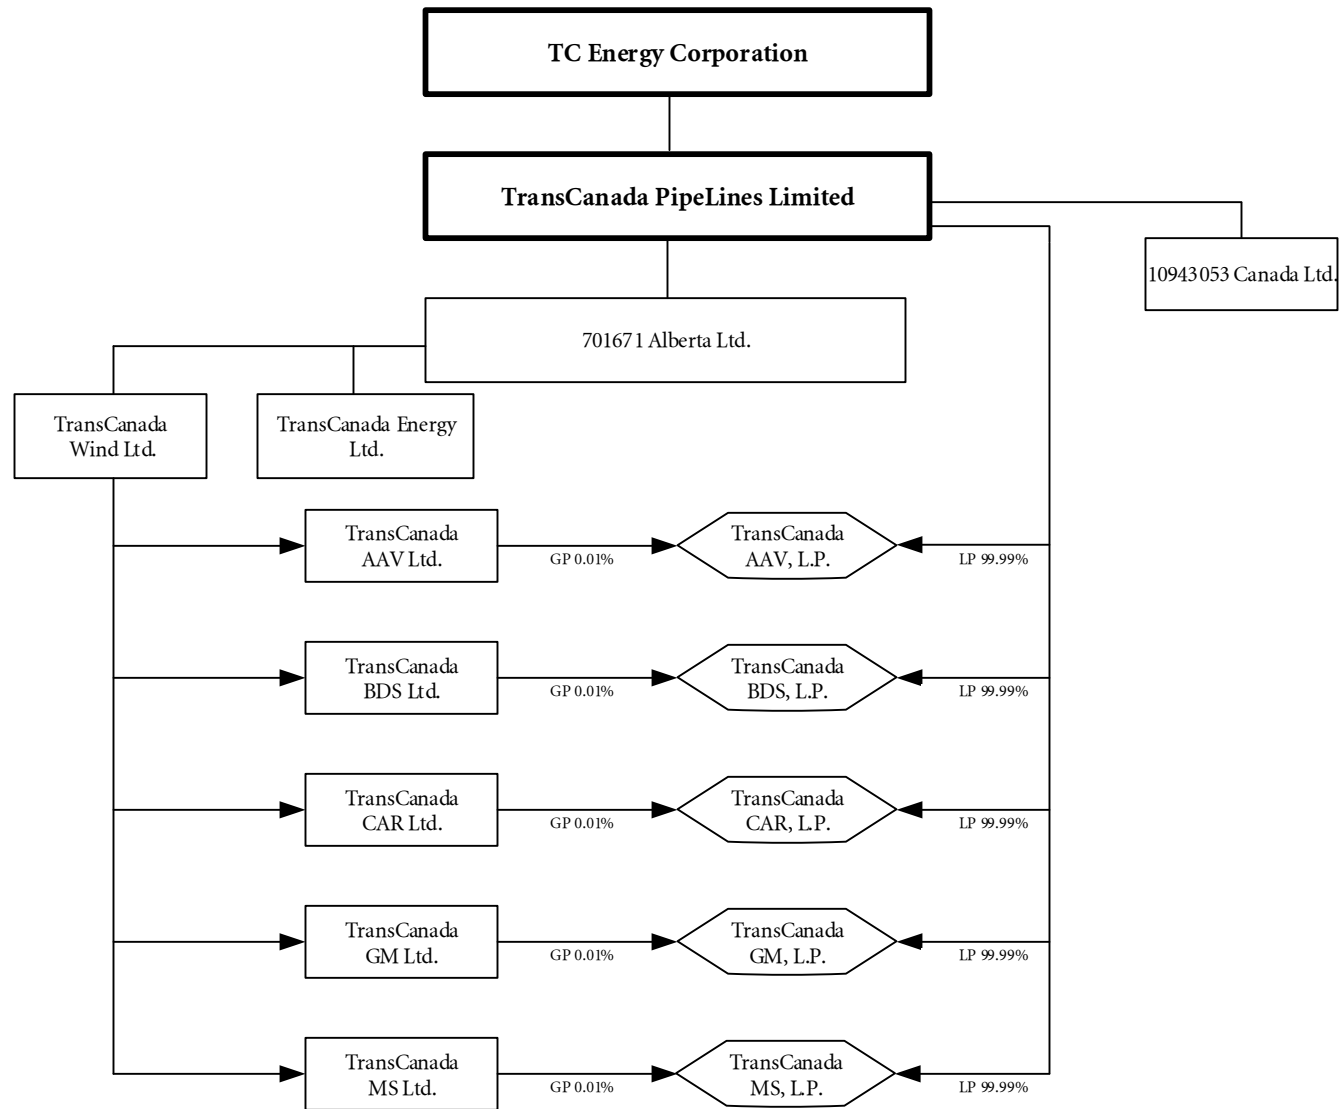 TC Energy Corporation
TransCanada PipeLines Limited
10943053 Canada Ltd.
701671 Alberta Ltd.
TransCanada
Wind Ltd.
TransCanada Energy
Ltd.
TransCanada
AAV Ltd.
GP 0.01%
TransCanada
AAV, L.P.
LP 99.99%
TransCanada
BDS Ltd.
GP 0.01%
TransCanada
BDS, L.P.
LP 99.99%
TransCanada
CAR Ltd.
GP 0.01%
TransCanada
CAR, L.P.
LP 99.99%
TransCanada
GM Ltd.
GP 0.01%
TransCanada
GM, L.P.
LP 99.99%
TransCanada
MS Ltd.
GP 0.01%
TransCanada
MS, L.P.
LP 99.99%